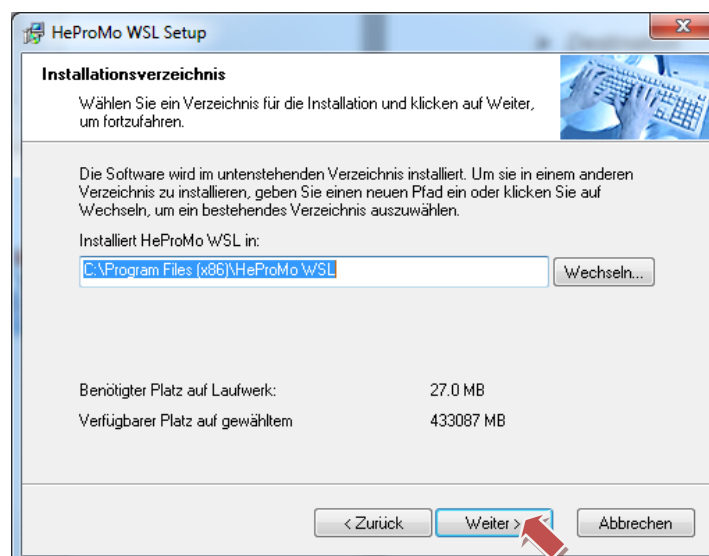 HeProMo WSL Setup
Installationsverzeichnis
Wählen Sie ein Verzeichnis für die Installation und klicken auf Weiter,
um fortzufahren.
Die Software wird im untenstehenden Verzeichnis installiert. Um sie in einem anderen
Verzeichnis zu installieren, geben Sie einen neuen Pfad ein oder klicken Sie auf
Wechseln, um ein bestehendes Verzeichnis auszuwählen.
Installiert HeProMo WSL in:
C:\Program Files (x86)\HeProMo WSL
Wechseln...
Benötigter Platz auf Laufwerk: 27.0 MB
Verfügbarer Platz auf gewähltem 433087 MB
< Zurück Weiter > Abbrechen